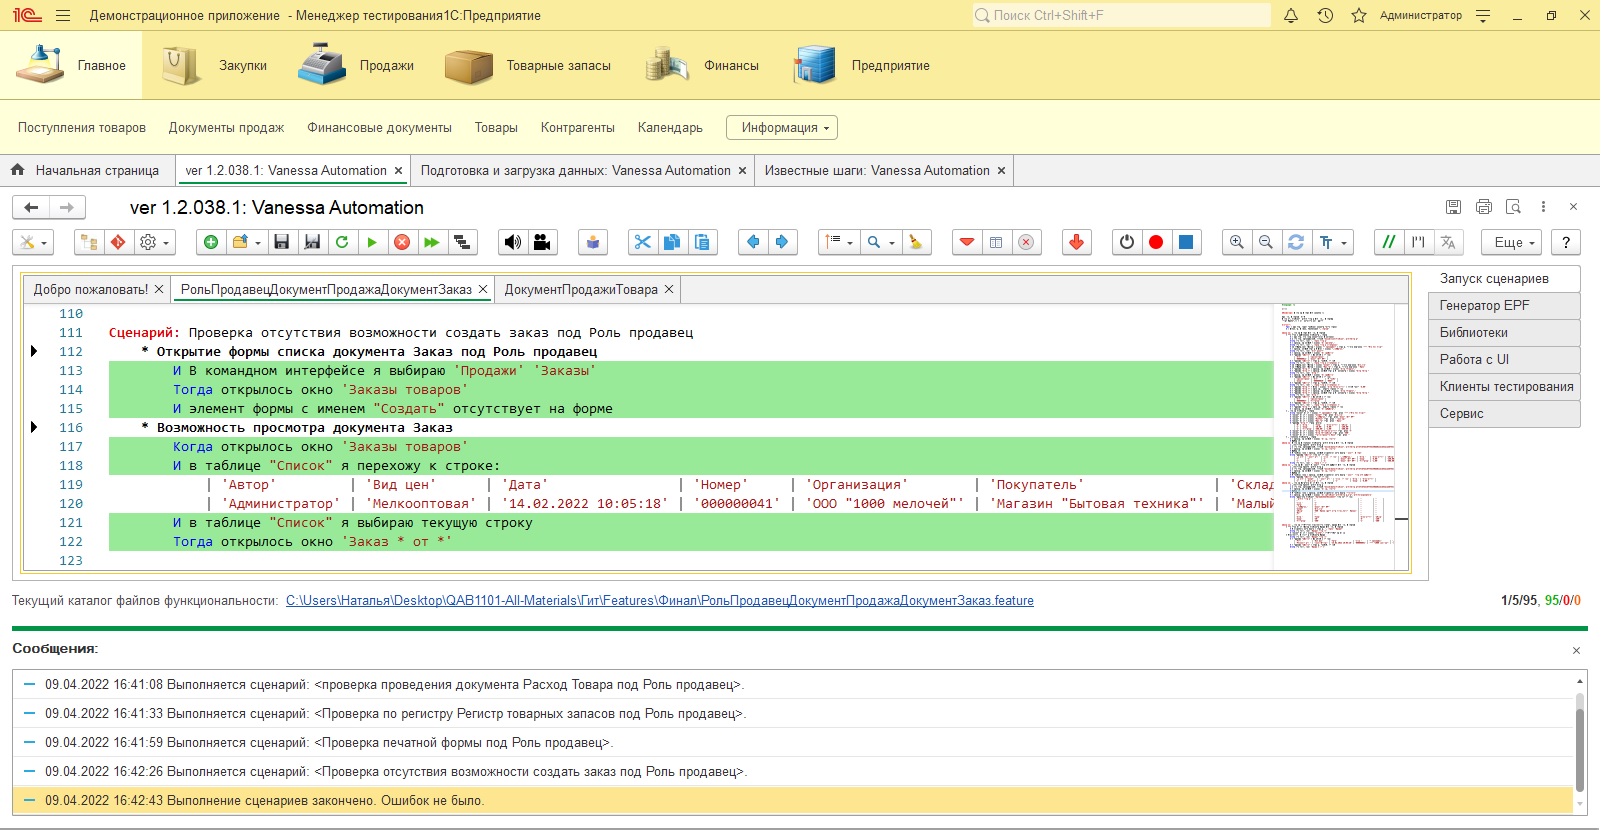 1С Демонстрационное приложение - Менеджер тестирования1С:Предприятие Поиск Ctrl+Shift+F Администратор
Главное Закупки Продажи Товарные запасы Финансы Предприятие
Поступления товаров Документы продаж Финансовые документы Товары Контрагенты Календарь Информация
Начальная страница ver 1.2.038.1: Vanessa Automation Подготовка и загрузка данных: Vanessa Automation Известные шаги: Vanessa Automation
ver 1.2.038.1: Vanessa Automation
Еще ?
Добро пожаловать! РольПродавецДокументПродажаДокументЗаказ ДокументПродажиТовара
Запуск сценариев
Генератор EPF
Библиотеки
Работа с UI
Клиенты тестирования
Сервис
110
111 Сценарий: Проверка отсутствия возможности создать заказ под Роль продавец
112 * Открытие формы списка документа Заказ под Роль продавец
113 И В командном интерфейсе я выбираю 'Продажи' 'Заказы'
114 Тогда открылось окно 'Заказы товаров'
115 И элемент формы с именем "Создать" отсутствует на форме
116 * Возможность просмотра документа Заказ
117 Когда открылось окно 'Заказы товаров'
118 И в таблице "Список" я перехожу к строке:
119 | 'Автор' | 'Вид цен' | 'Дата' | 'Номер' | 'Организация' | 'Покупатель' | 'Склад
120 | 'Администратор' | 'Мелкооптовая' | '14.02.2022 10:05:18' | '000000041' | 'ООО "1000 мелочей"' | 'Магазин "Бытовая техника"' | 'Малый
121 И в таблице "Список" я выбираю текущую строку
122 Тогда открылось окно 'Заказ * от *'
123
Текущий каталог файлов функциональности: C:\Users\Наталья\Desktop\QAB1101-All-Materials\Гит\Features\Финал\РольПродавецДокументПродажаДокументЗаказ.feature 1/5/95, 95/0/0
Сообщения:
09.04.2022 16:41:08 Выполняется сценарий: <проверка проведения документа Расход Товара под Роль продавец>.
09.04.2022 16:41:33 Выполняется сценарий: <Проверка по регистру Регистр товарных запасов под Роль продавец>.
09.04.2022 16:41:59 Выполняется сценарий: <Проверка печатной формы под Роль продавец>.
09.04.2022 16:42:26 Выполняется сценарий: <Проверка отсутствия возможности создать заказ под Роль продавец>.
09.04.2022 16:42:43 Выполнение сценариев закончено. Ошибок не было.